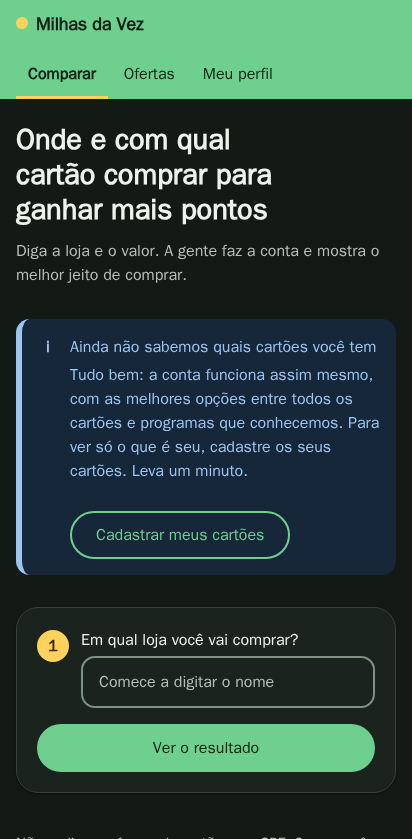 Milhas da Vez
Comparar Ofertas Meu perfil
Onde e com qual
cartão comprar para
ganhar mais pontos
Diga a loja e o valor. A gente faz a conta e mostra o
melhor jeito de comprar.
i Ainda não sabemos quais cartões você tem
Tudo bem: a conta funciona assim mesmo,
com as melhores opções entre todos os
cartões e programas que conhecemos. Para
ver só o que é seu, cadastre os seus
cartões. Leva um minuto.
Cadastrar meus cartões
1 Em qual loja você vai comprar?
Comece a digitar o nome
Ver o resultado